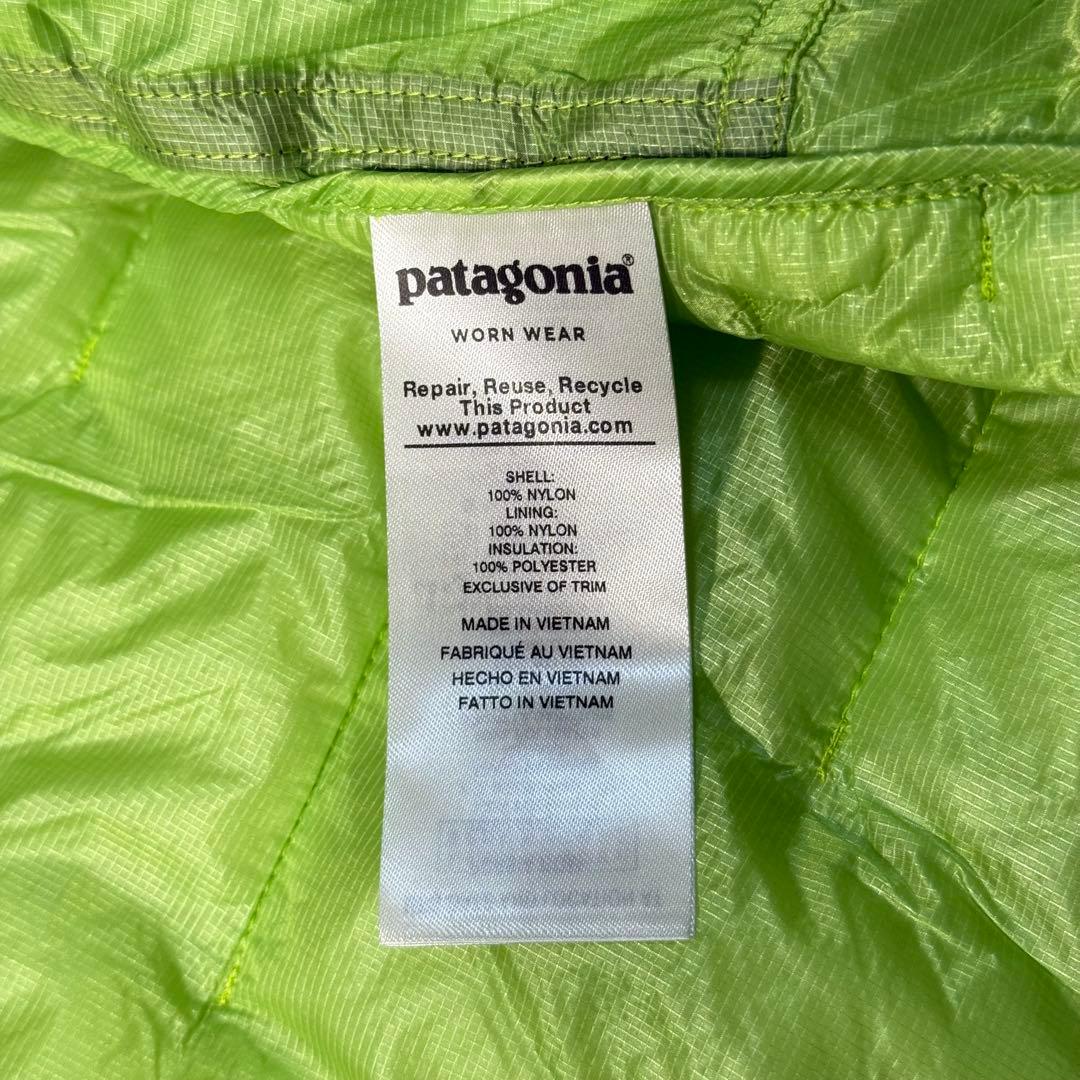 patagonia®
WORN WEAR
Repair, Reuse, Recycle
This Product
www.patagonia.com
SHELL:
100% NYLON
LINING:
100% NYLON
INSULATION:
100% POLYESTER
EXCLUSIVE OF TRIM
MADE IN VIETNAM
FABRIQUÉ AU VIETNAM
HECHO EN VIETNAM
FATTO IN VIETNAM